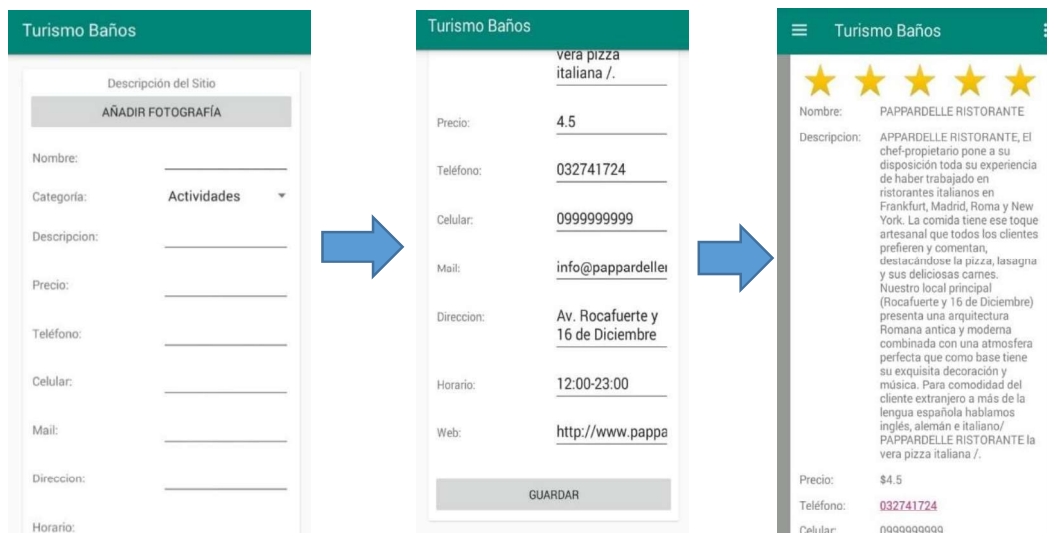 Turismo Baños
Descripción del Sitio
AÑADIR FOTOGRAFÍA
Nombre:
Categoría: Actividades
Descripcion:
Precio:
Teléfono:
Celular:
Mail:
Direccion:
Horario:
Turismo Baños
vera pizza
italiana /.
Precio: 4.5
Teléfono: 032741724
Celular: 0999999999
Mail: info@pappardeller
Direccion: Av. Rocafuerte y
16 de Diciembre
Horario: 12:00-23:00
Web: http://www.pappa
GUARDAR
Turismo Baños
Nombre: PAPPARDELLE RISTORANTE
Descripcion: APPARDELLE RISTORANTE, El
chef-propietario pone a su
disposición toda su experiencia
de haber trabajado en
ristorantes italianos en
Frankfurt, Madrid, Roma y New
York. La comida tiene ese toque
artesanal que todos los clientes
prefieren y comentan,
destacándose la pizza, lasagna
y sus deliciosas carnes.
Nuestro local principal
(Rocafuerte y 16 de Diciembre)
presenta una arquitectura
Romana antica y moderna
combinada con una atmosfera
perfecta que como base tiene
su exquisita decoración y
música. Para comodidad del
cliente extranjero a más de la
lengua española hablamos
inglés, alemán e italiano/
PAPPARDELLE RISTORANTE la
vera pizza italiana /.
Precio: $4.5
Teléfono: 032741724
Celular: 0999999999